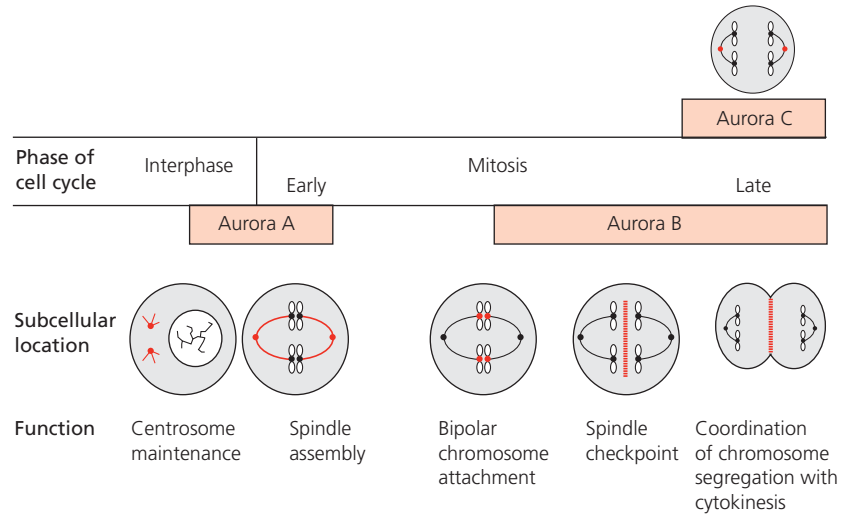 Aurora C
Phase of
cell cycle
Interphase
Mitosis
Early
Late
Aurora A
Aurora B
Subcellular
location
Function
Centrosome
maintenance
Spindle
assembly
Bipolar
chromosome
attachment
Spindle
checkpoint
Coordination
of chromosome
segregation with
cytokinesis